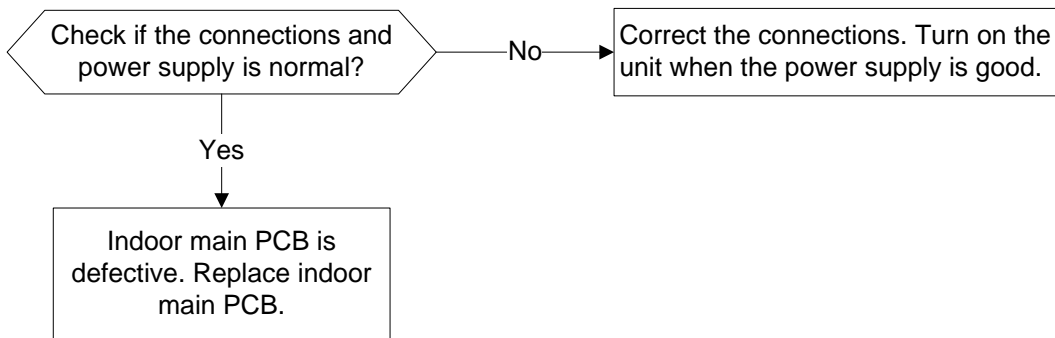 Check if the connections and
power supply is normal?
No
Correct the connections. Turn on the
unit when the power supply is good.
Yes
Indoor main PCB is
defective. Replace indoor
main PCB.